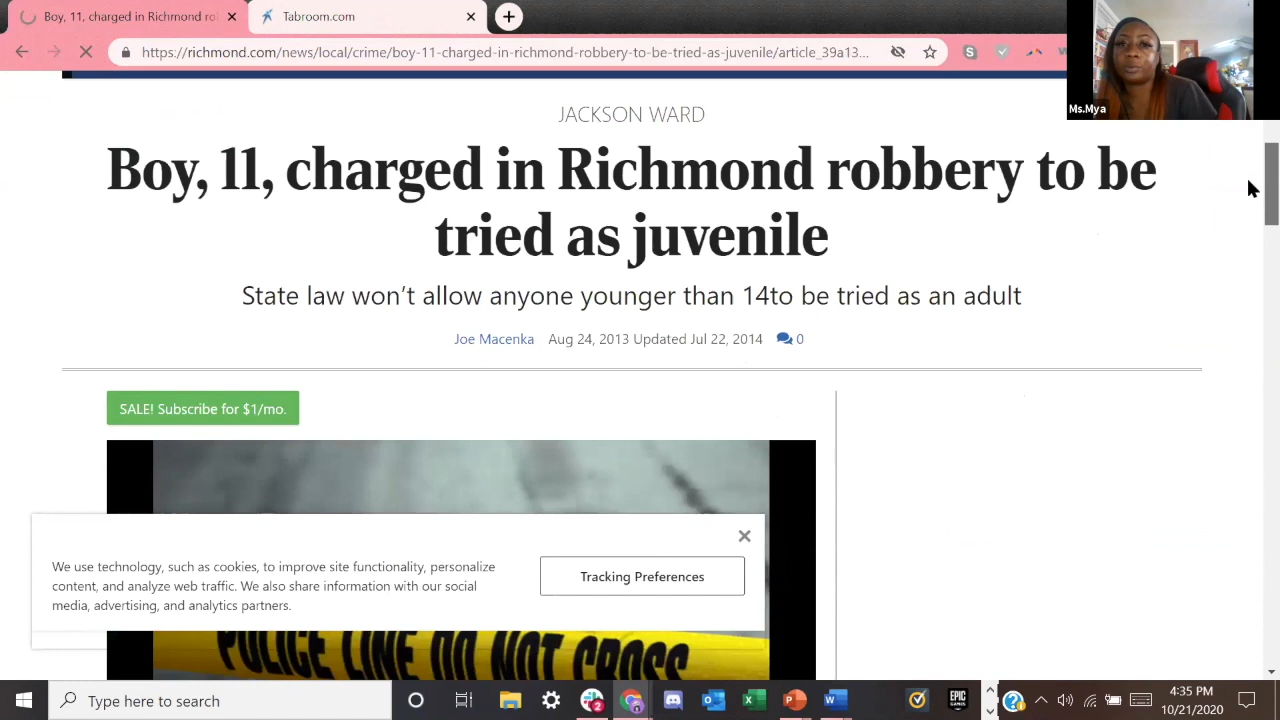 Boy, 11, charged in Richmond ro
Tabroom.com
https://richmond.com/news/local/crime/boy-11-charged-in-richmond-robbery-to-be-tried-as-juvenile/article_39a13...
Ms.Mya
JACKSON WARD
Boy, 11, charged in Richmond robbery to be
tried as juvenile
State law won't allow anyone younger than 14to be tried as an adult
Joe Macenka Aug 24, 2013 Updated Jul 22, 2014 0
SALE! Subscribe for $1/mo.
We use technology, such as cookies, to improve site functionality, personalize
content, and analyze web traffic. We also share information with our social
media, advertising, and analytics partners.
Tracking Preferences
POLICE LINE DO NOT CROSS
Type here to search
EPIC GAMES
4:35 PM
10/21/2020